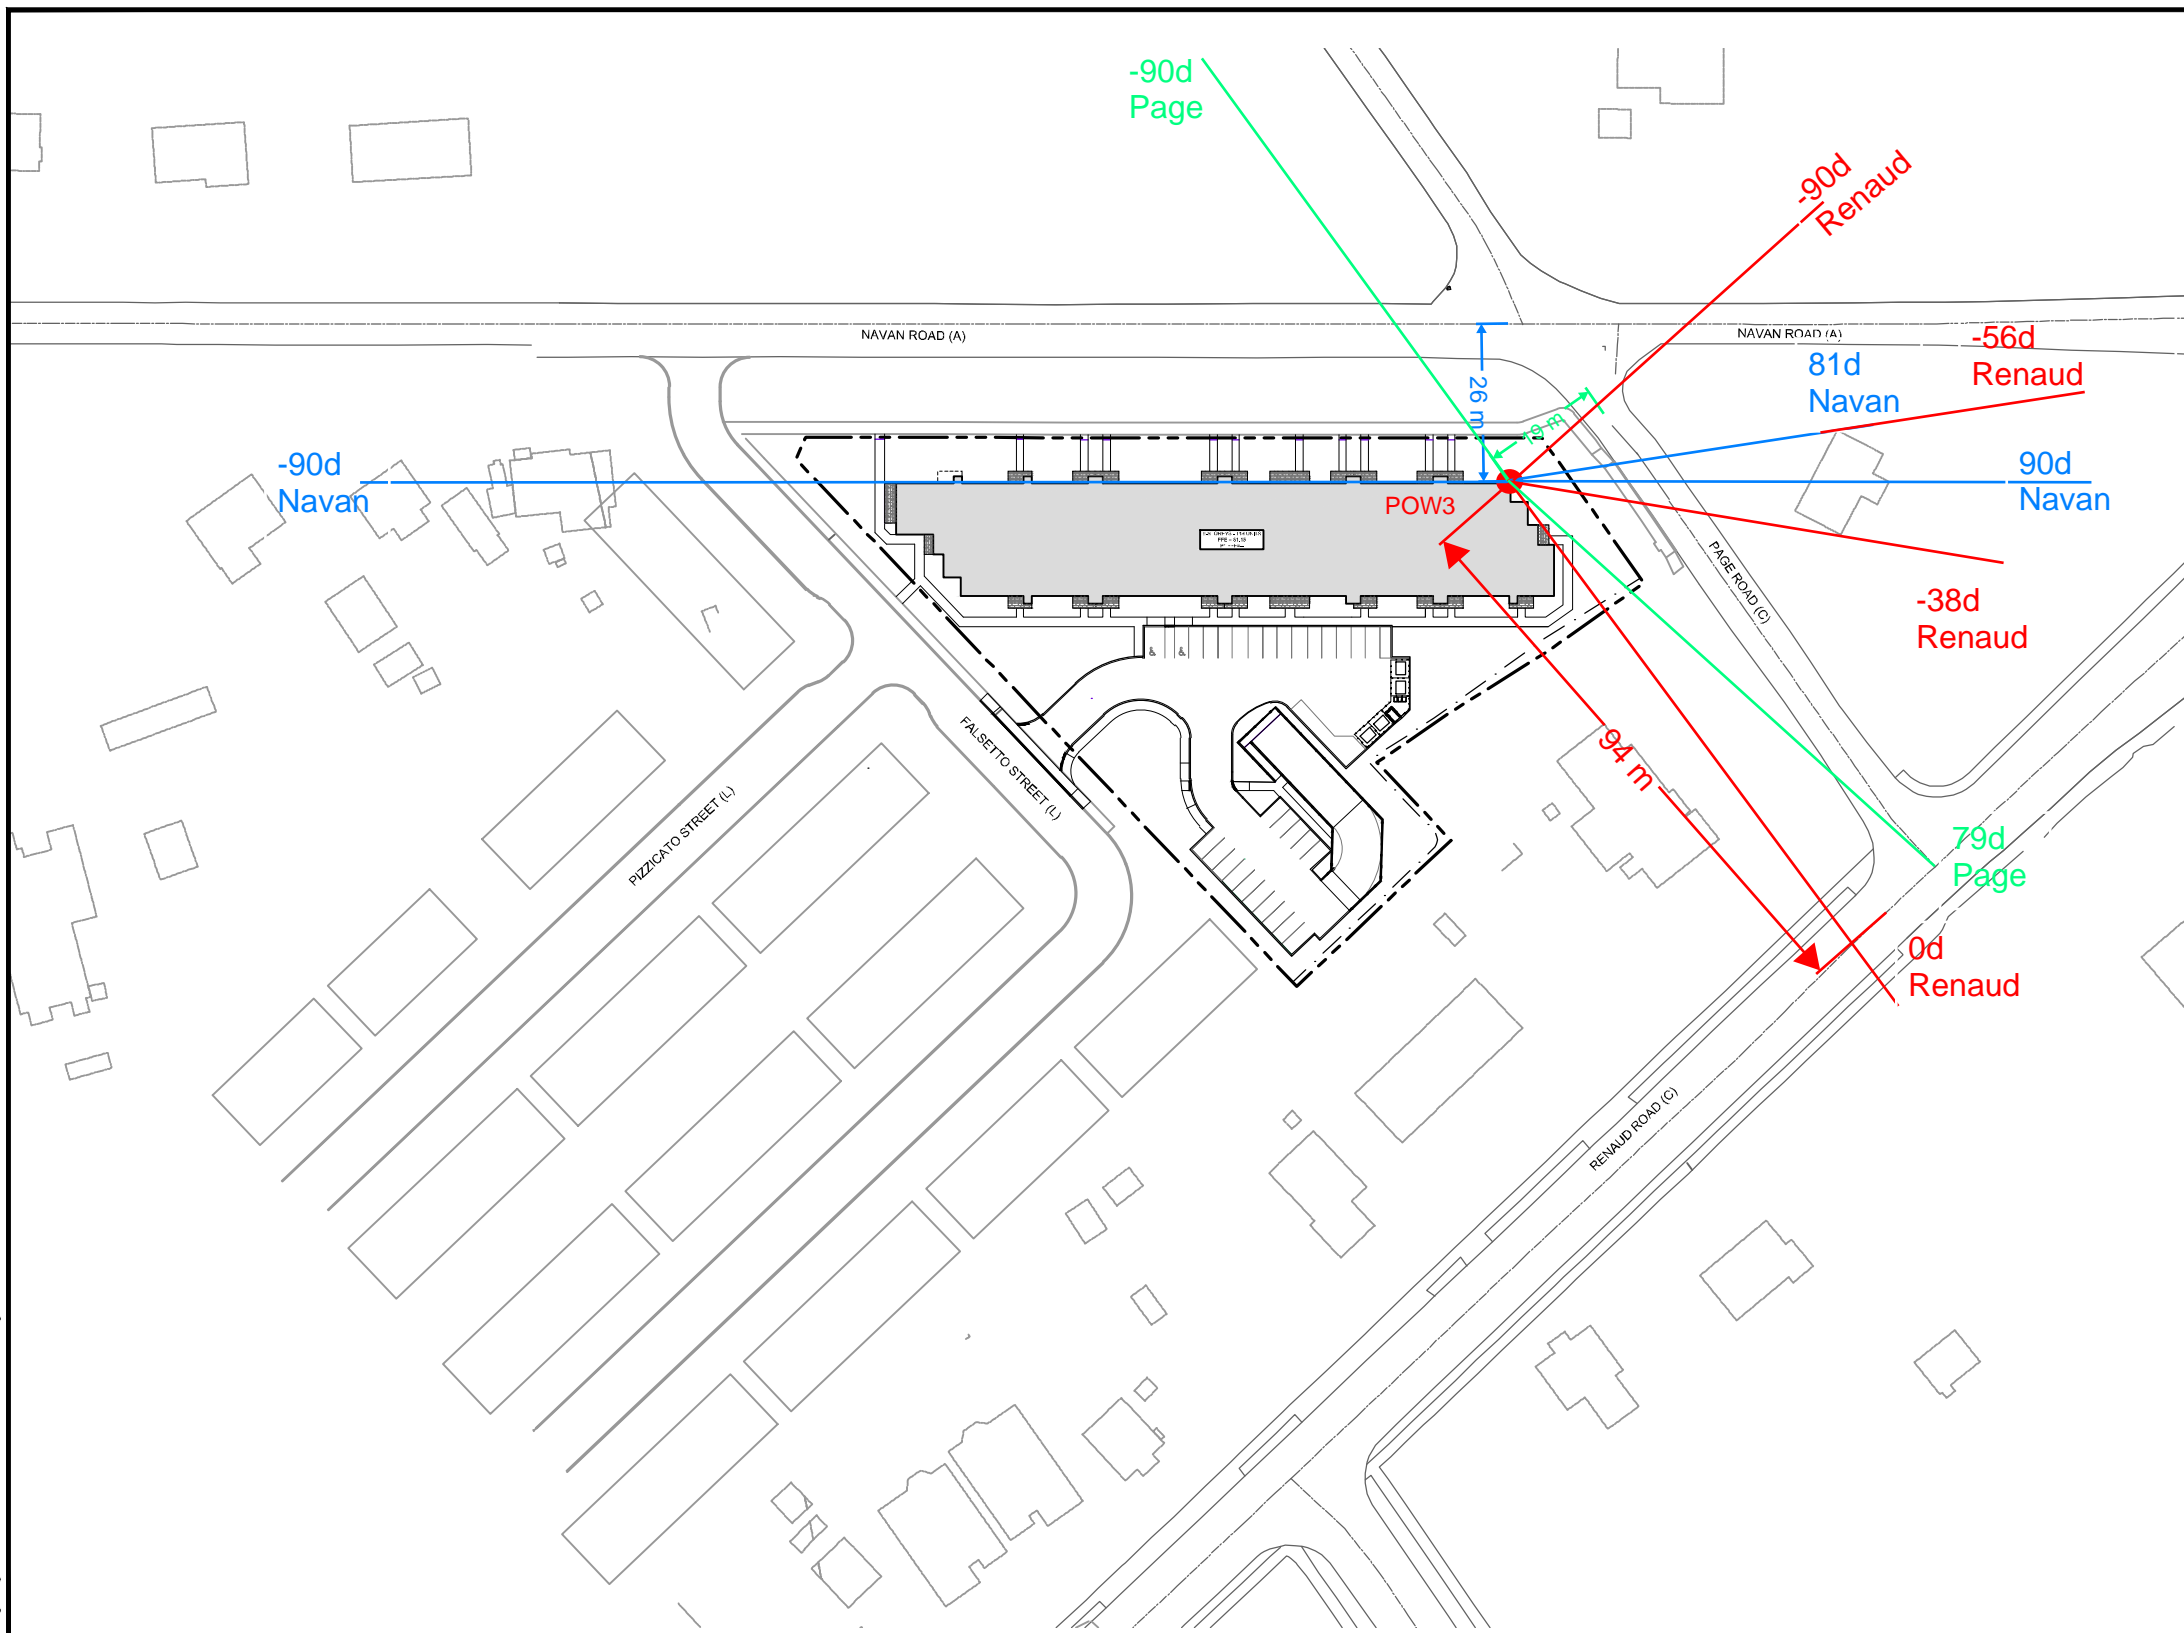 -90d
Page
-90d
Renaud
NAVAN ROAD (A)
NAVAN ROAD (A)
-56d
Renaud
81d
Navan
26 m
19 m
-90d
Navan
90d
Navan
POW3
PAGE ROAD (C)
-38d
Renaud
94 m
FALSETTO STREET (L)
PIZZICATO STREET (L)
79d
Page
0d
Renaud
RENAUD ROAD (C)